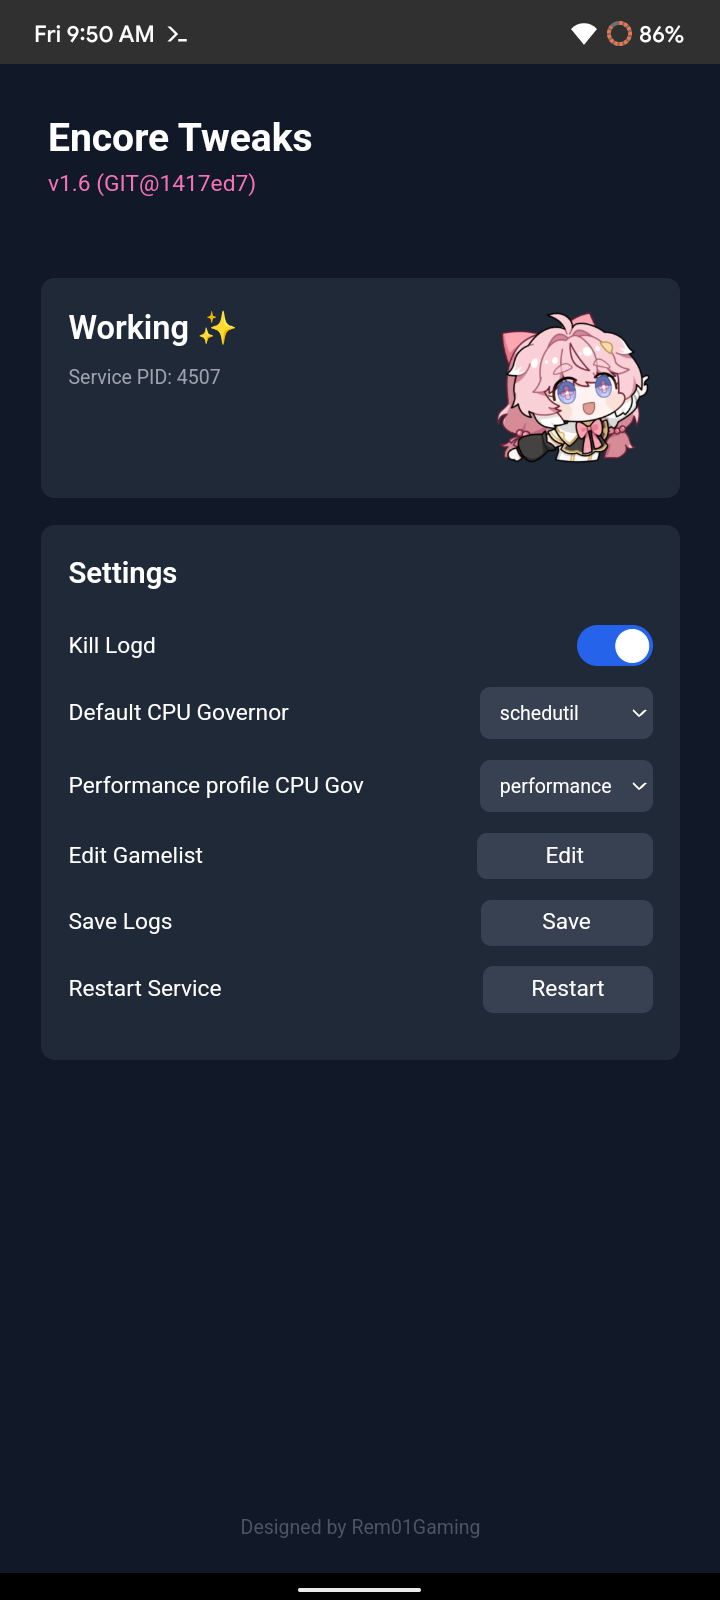 Fri 9:50 AM
86%
Encore Tweaks
v1.6 (GIT@1417ed7)
Working ✨
Service PID: 4507
Settings
Kill Logd
Default CPU Governor
schedutil
Performance profile CPU Gov
performance
Edit Gamelist
Edit
Save Logs
Save
Restart Service
Restart
Designed by Rem01Gaming